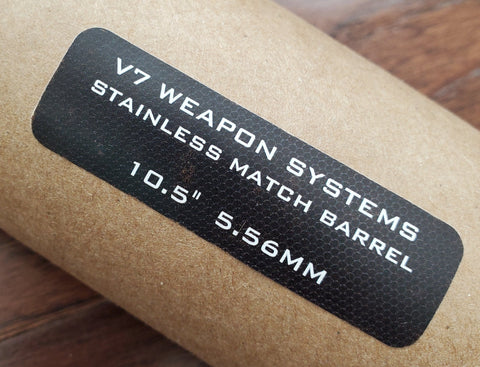 V7 WEAPON SYSTEMS
STAINLESS MATCH BARREL
10.5" 5.56MM